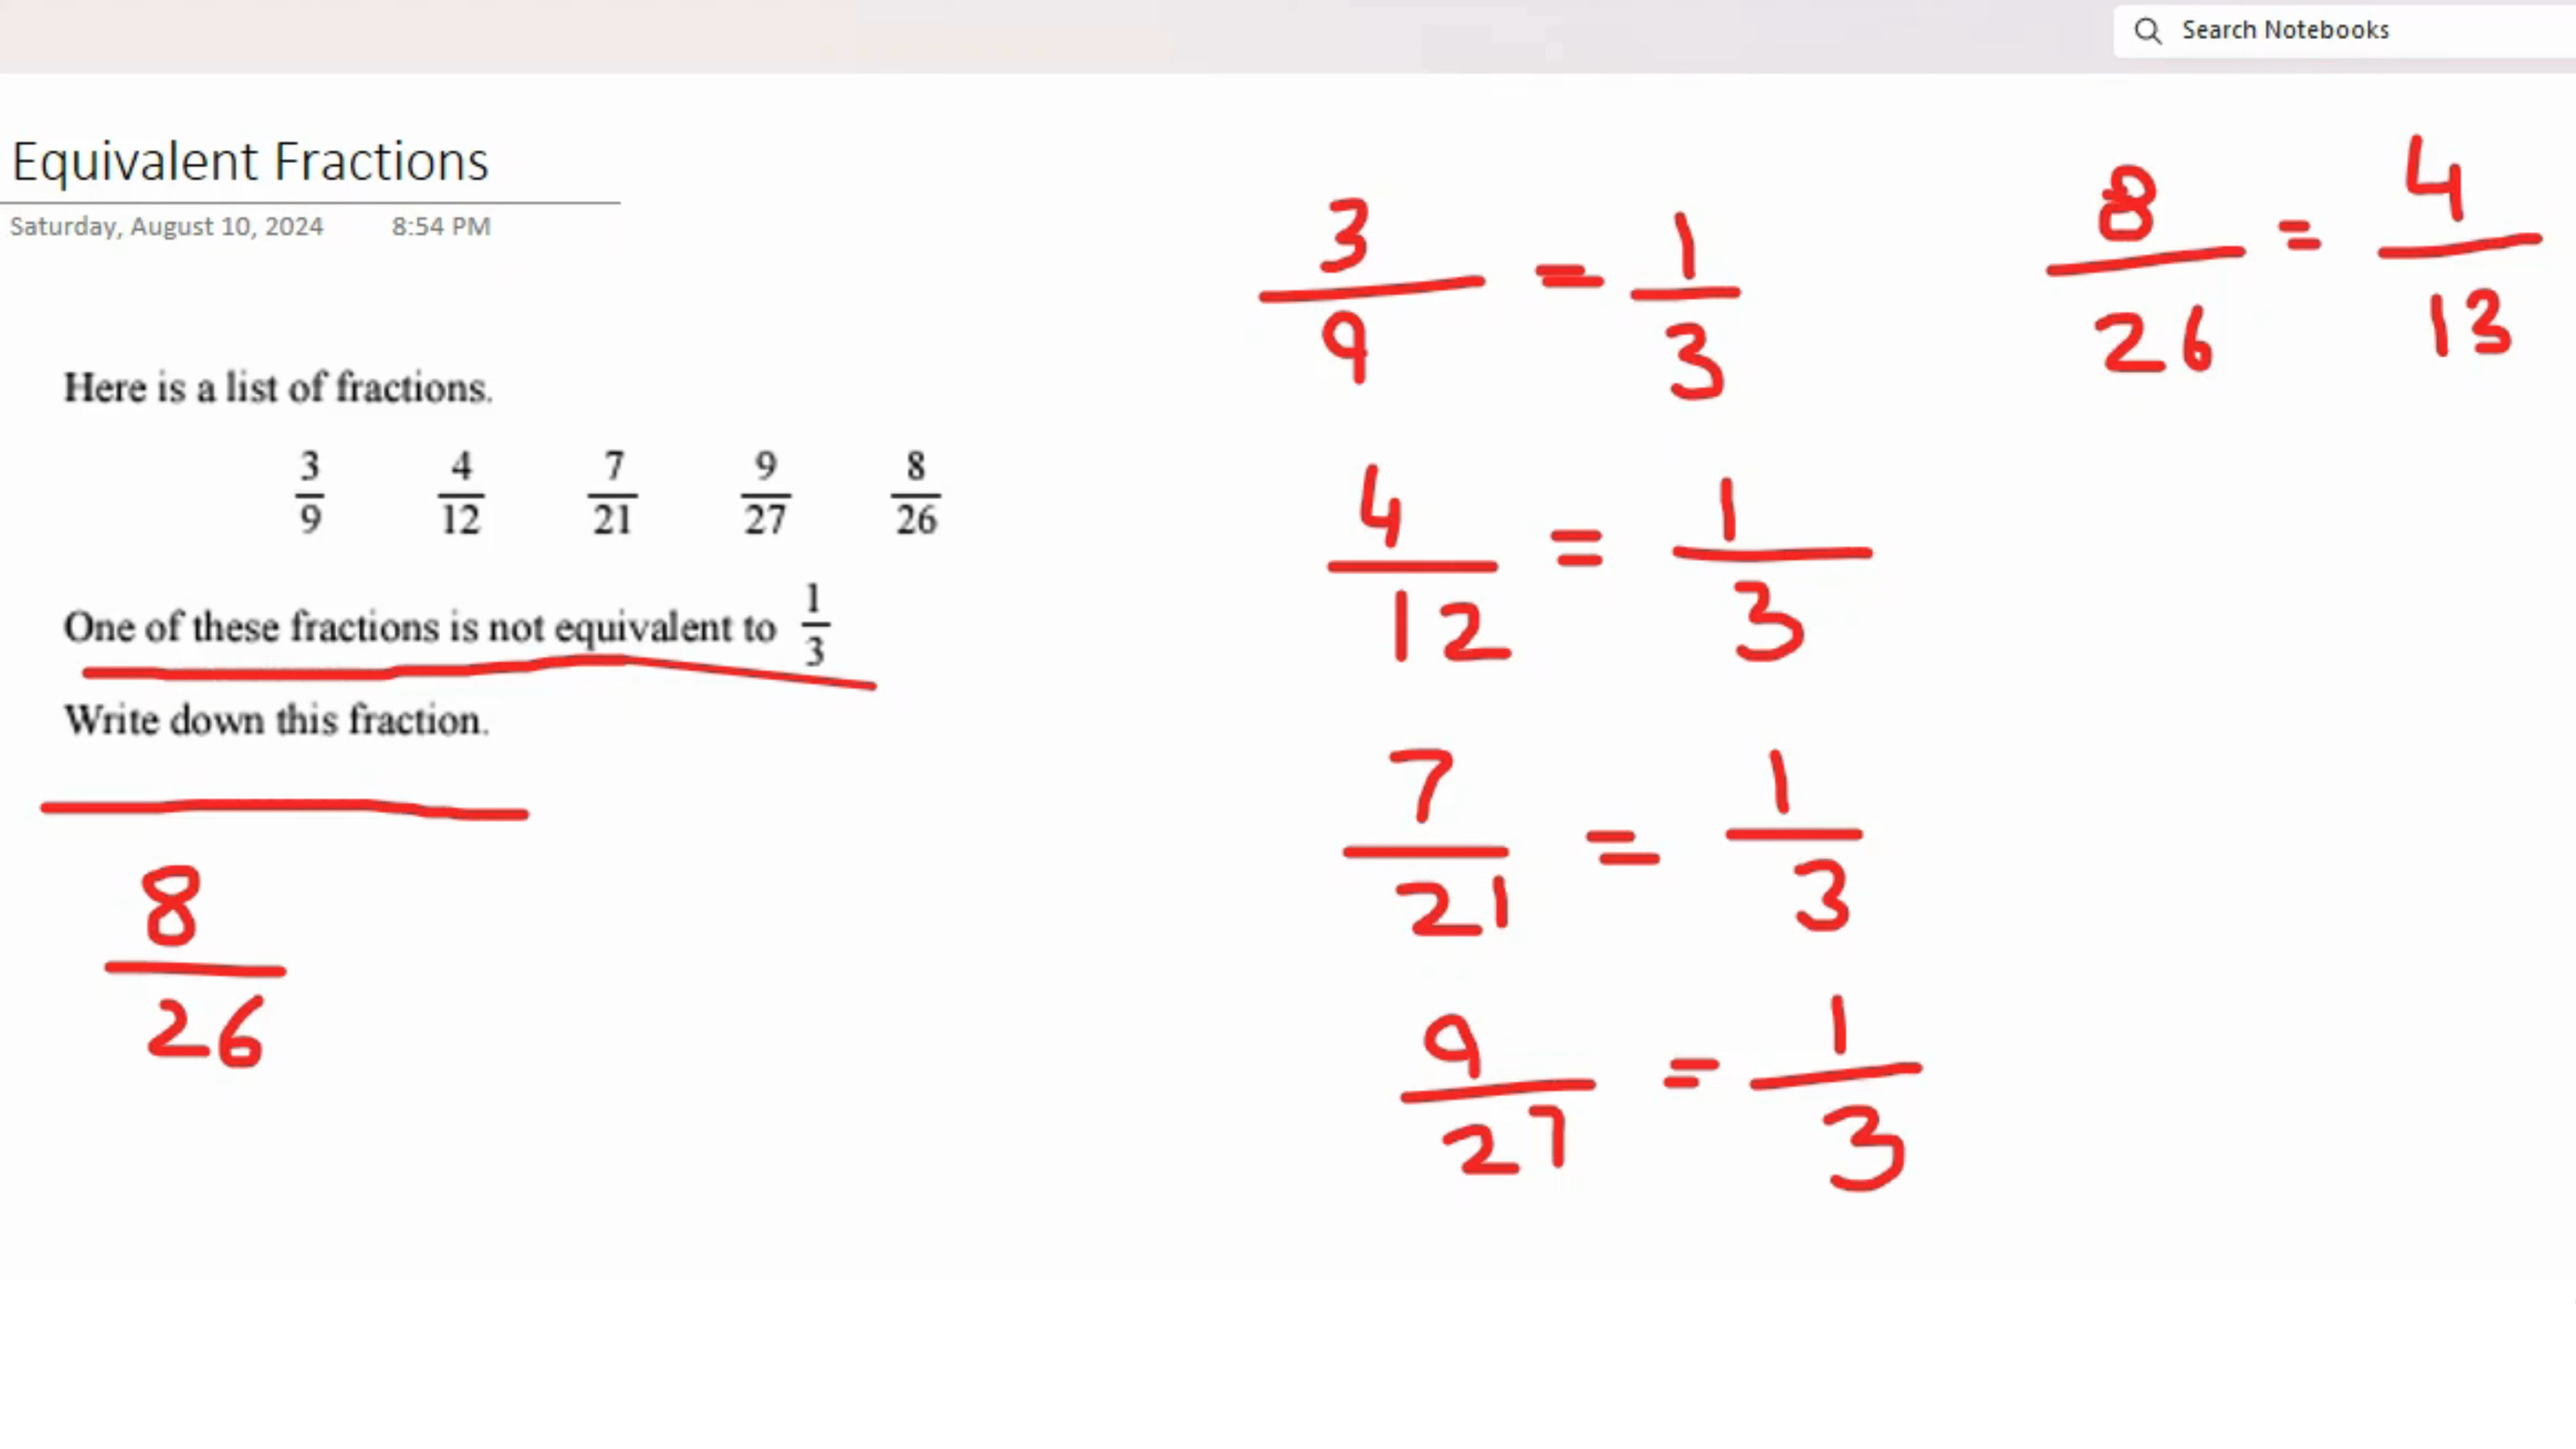 Search Notebooks
Equivalent Fractions
Saturday, August 10, 2024 8:54 PM
Here is a list of fractions.
3/9 4/12 7/21 9/27 8/26
One of these fractions is not equivalent to 1/3
Write down this fraction.
8/26
3/9 = 1/3
4/12 = 1/3
7/21 = 1/3
9/27 = 1/3
8/26 = 4/13